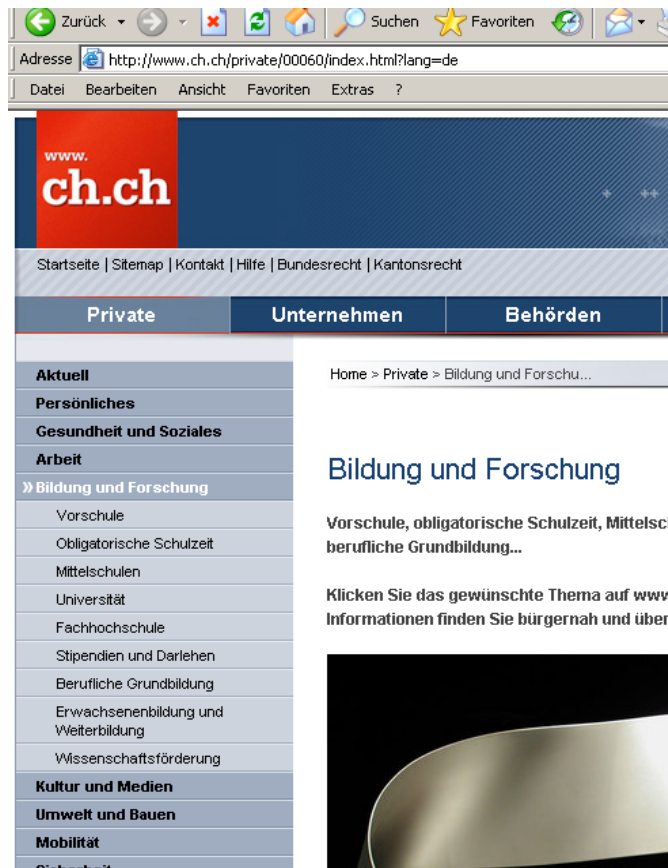 Zurück Suchen Favoriten
Adresse http://www.ch.ch/private/00060/index.html?lang=de
Datei Bearbeiten Ansicht Favoriten Extras ?
www.
ch.ch
Startseite | Sitemap | Kontakt | Hilfe | Bundesrecht | Kantonsrecht
Private Unternehmen Behörden
Home > Private > Bildung und Forschu...
Aktuell
Persönliches
Gesundheit und Soziales
Arbeit
» Bildung und Forschung
Vorschule
Obligatorische Schulzeit
Mittelschulen
Universität
Fachhochschule
Stipendien und Darlehen
Berufliche Grundbildung
Erwachsenenbildung und
Weiterbildung
Wissenschaftsförderung
Kultur und Medien
Umwelt und Bauen
Mobilität
Bildung und Forschung
Vorschule, obligatorische Schulzeit, Mittelsc
berufliche Grundbildung...
Klicken Sie das gewünschte Thema auf www
Informationen finden Sie bürgernah und über